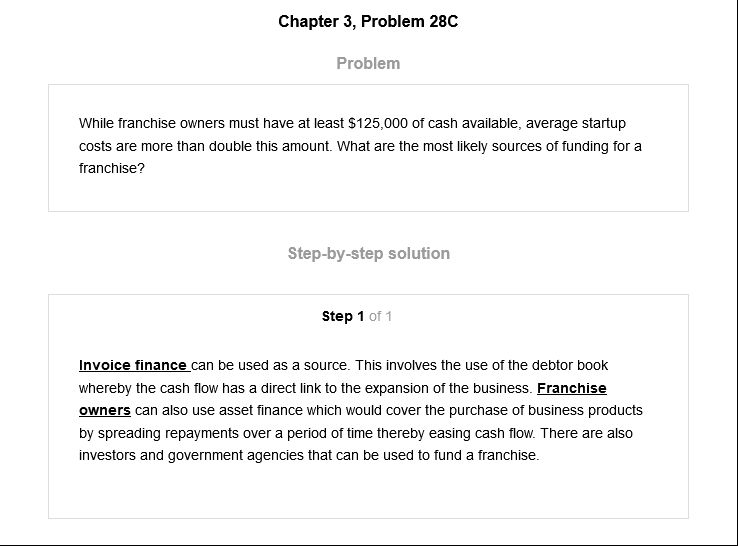 Chapter 3, Problem 28C
Problem
While franchise owners must have at least $125,000 of cash available, average startup
costs are more than double this amount. What are the most likely sources of funding for a
franchise?
Step-by-step solution
Step 1 of 1
Invoice finance can be used as a source. This involves the use of the debtor book
whereby the cash flow has a direct link to the expansion of the business. Franchise
owners can also use asset finance which would cover the purchase of business products
by spreading repayments over a period of time thereby easing cash flow. There are also
investors and government agencies that can be used to fund a franchise.